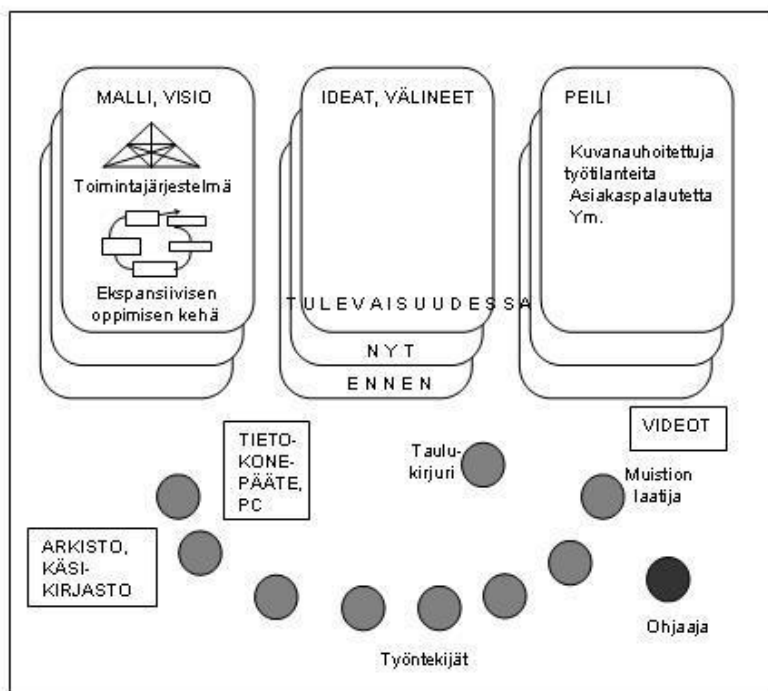 MALLI, VISIO
Toimintajärjestelmä
Ekspansiivisen
oppimisen kehä
IDEAT, VÄLINEET
PEILI
Kuvanauhoitettuja
työtilanteita
Asiakaspalautetta
Ym.
TULEVAISUUDESSA
NYT
ENNEN
TIETO-
KONE-
PÄÄTE,
PC
Taulu-
kirjuri
VIDEOT
Muistion
laatija
ARKISTO,
KÄSI-
KIRJASTO
Ohjaaja
Työntekijät